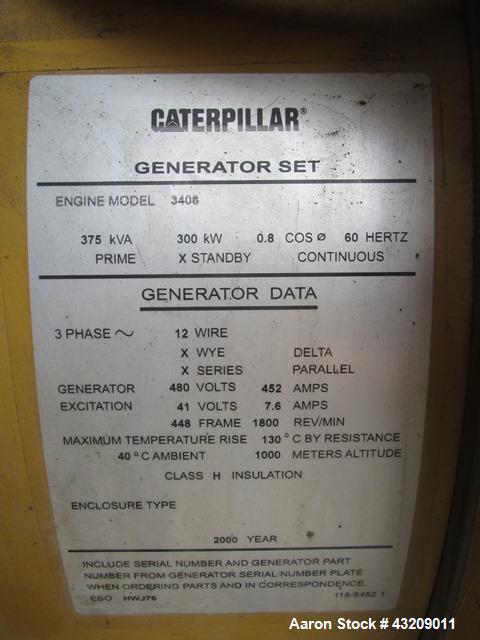 CATERPILLAR®
GENERATOR SET
ENGINE MODEL 3406
375 kVA 300 kW 0.8 COS Ø 60 HERTZ
PRIME X STANDBY CONTINUOUS
GENERATOR DATA
3 PHASE ~ 12 WIRE
X WYE DELTA
X SERIES PARALLEL
GENERATOR 480 VOLTS 452 AMPS
EXCITATION 41 VOLTS 7.6 AMPS
448 FRAME 1800 REV/MIN
MAXIMUM TEMPERATURE RISE 130 °C BY RESISTANCE
40 °C AMBIENT 1000 METERS ALTITUDE
CLASS H INSULATION
ENCLOSURE TYPE
2000 YEAR
INCLUDE SERIAL NUMBER AND GENERATOR PART
NUMBER FROM GENERATOR SERIAL NUMBER PLATE
WHEN ORDERING PARTS AND IN CORRESPONDENCE.
ESO HWJ76 118-8452 1
Aaron Stock # 43209011